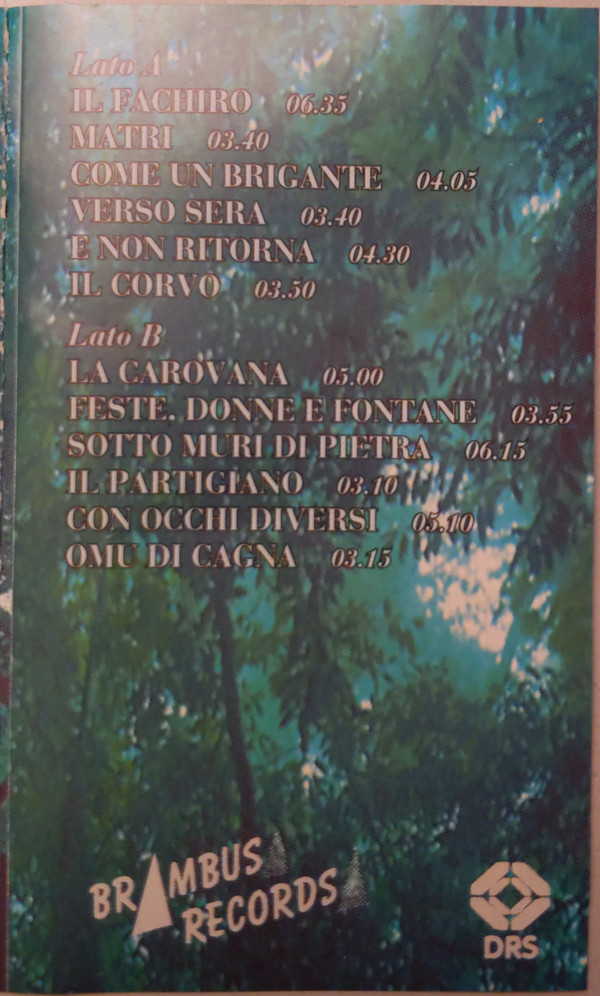 Lato A
IL FACHIRO 06.35
MATRI 03.40
COME UN BRIGANTE 04.05
VERSO SERA 03.40
E NON RITORNA 04.30
IL CORVO 03.50
Lato B
LA CAROVANA 05.00
FESTE, DONNE E FONTANE 03.55
SOTTO MURI DI PIETRA 06.15
IL PARTIGIANO 03.10
CON OCCHI DIVERSI 05.10
OMU DI CAGNA 03.15
BRAMBUS
RECORDS
DRS